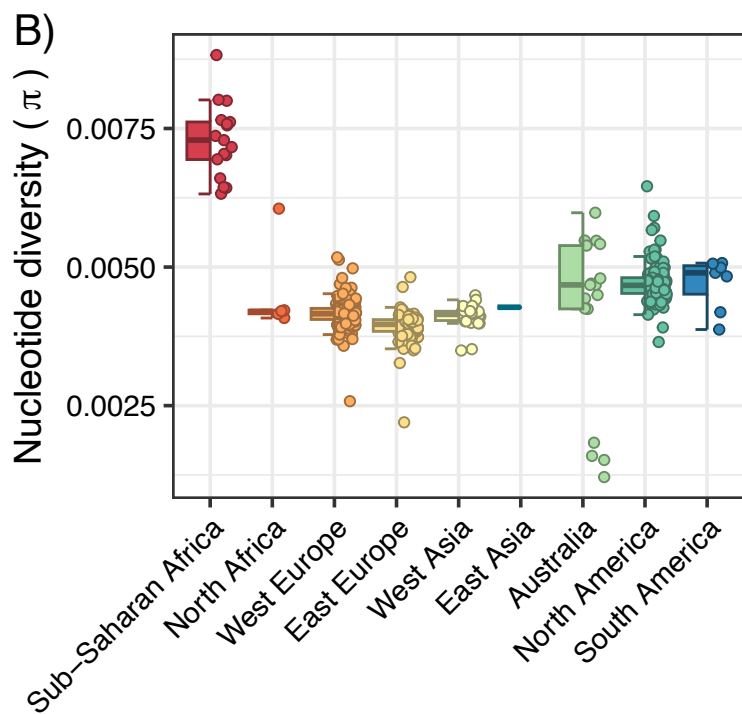 B)
Nucleotide diversity ( π )
0.0075
0.0050
0.0025
Sub−Saharan Africa
North Africa
West Europe
East Europe
West Asia
East Asia
Australia
North America
South America